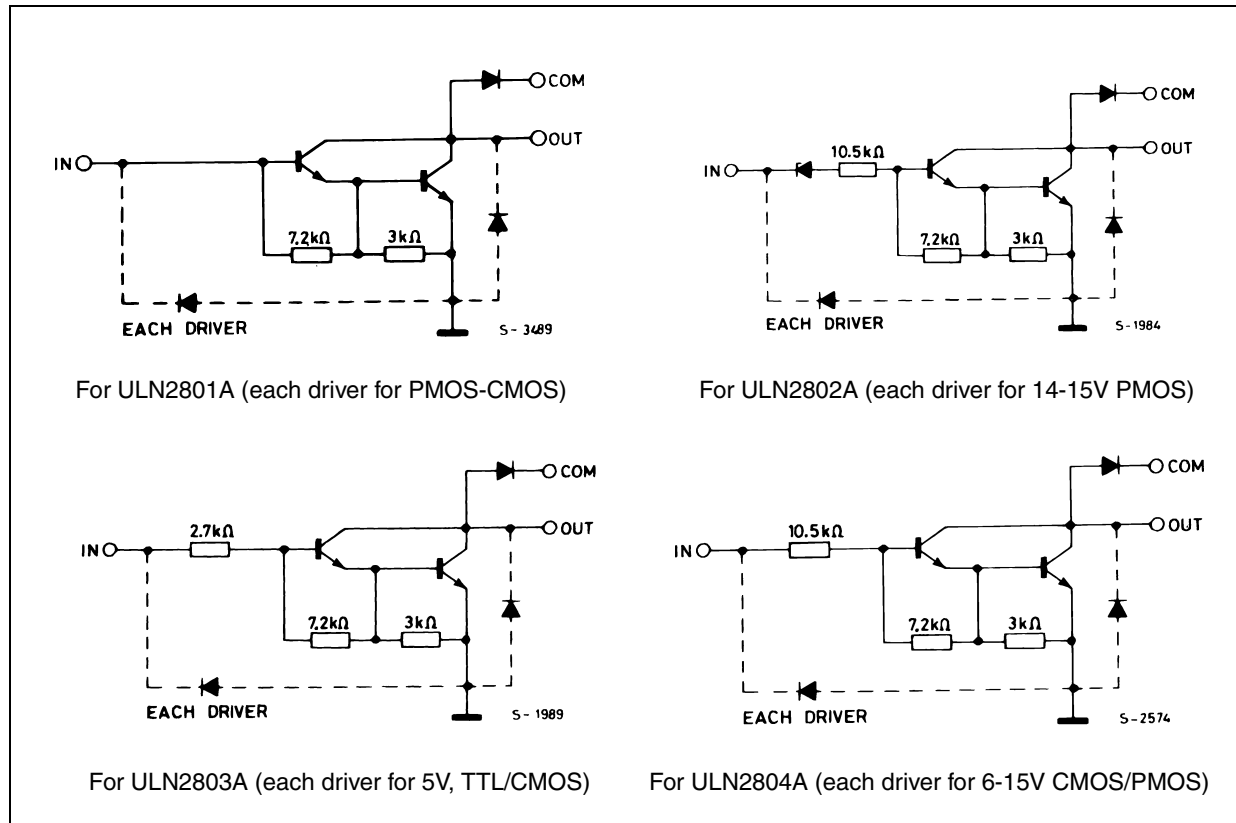 COM
OUT
IN
7.2kΩ
3kΩ
EACH DRIVER
S-3489
For ULN2801A (each driver for PMOS-CMOS)
COM
OUT
IN
10.5kΩ
7.2kΩ
3kΩ
EACH DRIVER
S-1984
For ULN2802A (each driver for 14-15V PMOS)
COM
OUT
IN
2.7kΩ
7.2kΩ
3kΩ
EACH DRIVER
S-1989
For ULN2803A (each driver for 5V, TTL/CMOS)
COM
OUT
IN
10.5kΩ
7.2kΩ
3kΩ
EACH DRIVER
S-2574
For ULN2804A (each driver for 6-15V CMOS/PMOS)